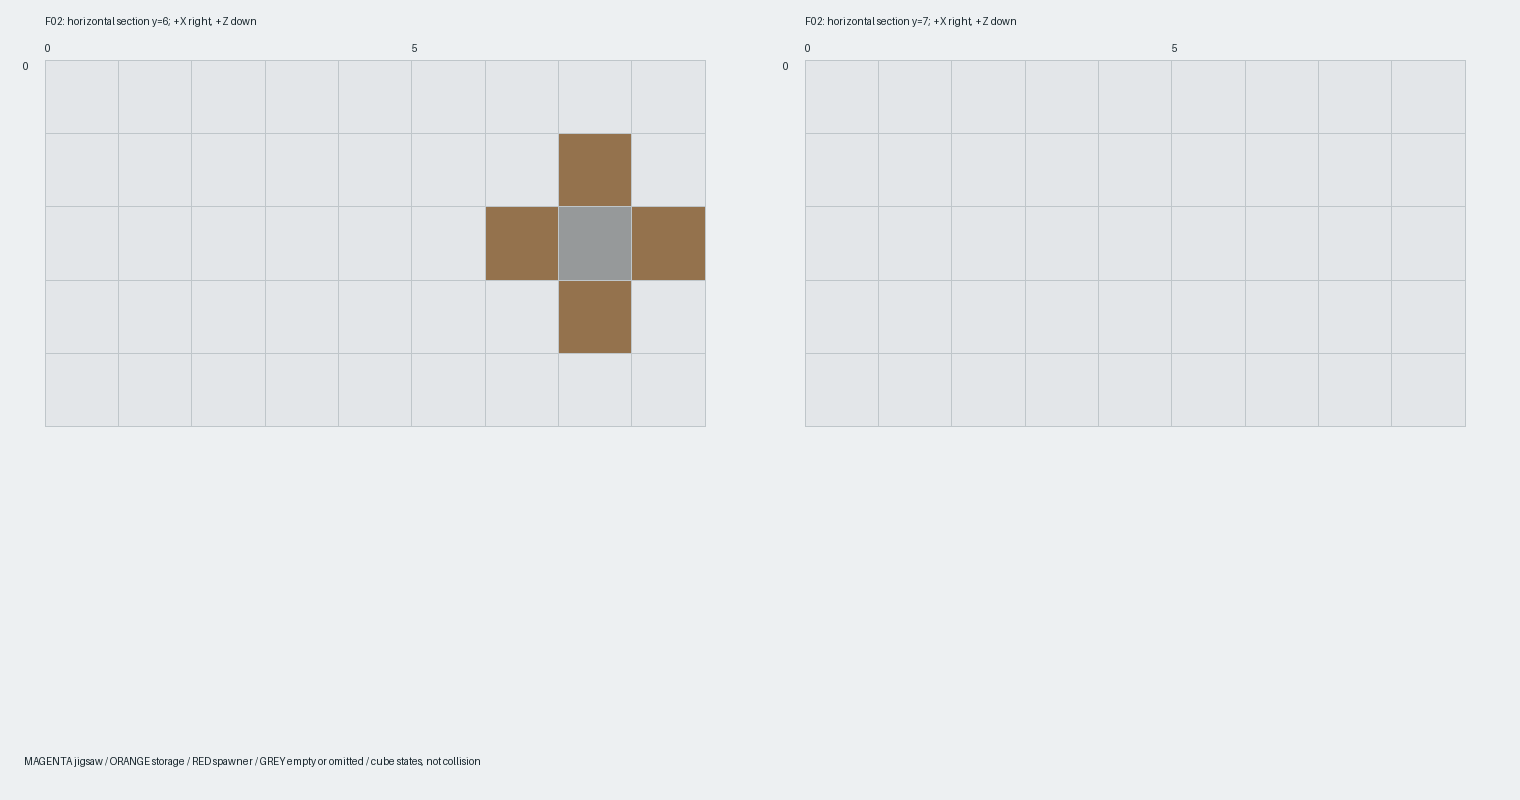 F02: horizontal section y=6; +X right, +Z down
F02: horizontal section y=7; +X right, +Z down
0 5
0 5
0
0
MAGENTA jigsaw / ORANGE storage / RED spawner / GREY empty or omitted / cube states, not collision